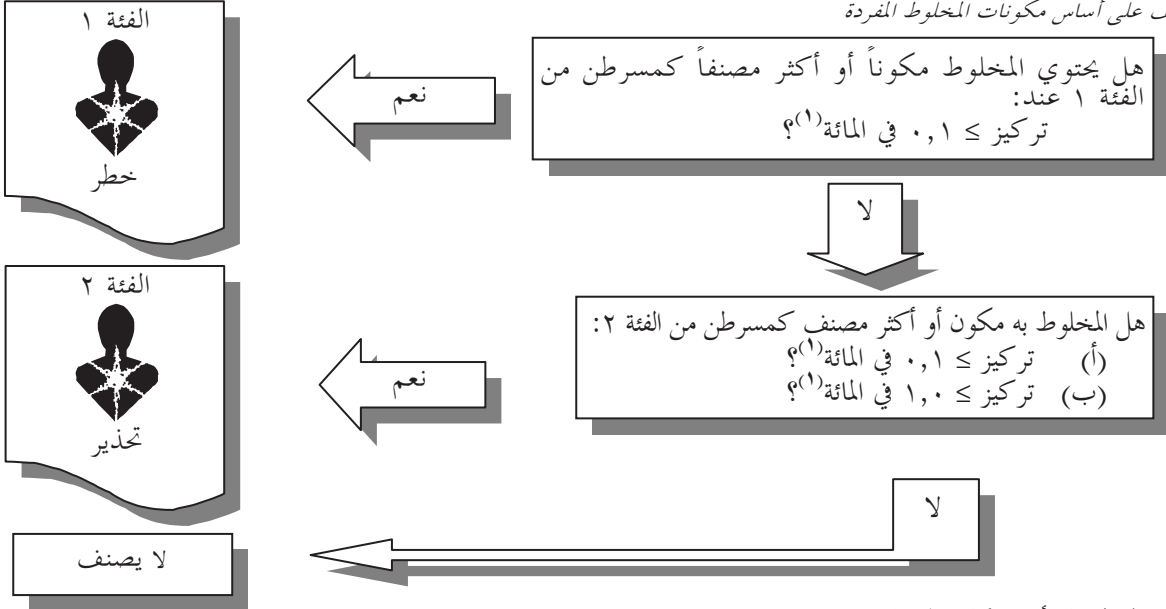 على أساس مكونات المخلوط المفردة
هل يحتوي المخلوط مكوناً أو أكثر مصنفاً كمسرطن من
الفئة ١ عند:
تركيز ≥ ٠,١ في المائة(١)؟
نعم
الفئة ١
خطر
لا
هل المخلوط به مكون أو أكثر مصنف كمسرطن من الفئة ٢:
(أ) تركيز ≥ ٠,١ في المائة(١)؟
(ب) تركيز ≥ ١,٠ في المائة(١)؟
نعم
الفئة ٢
تحذير
لا
لا يصنف